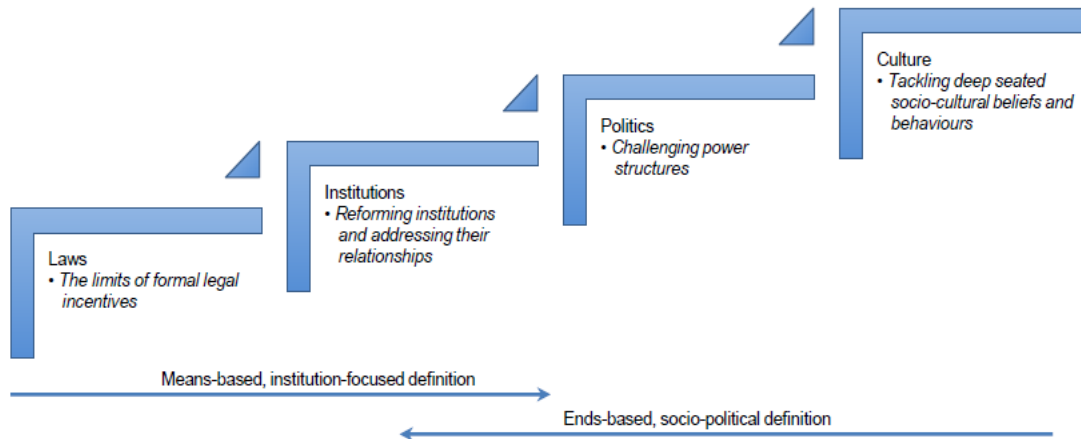 Laws
• The limits of formal legal
incentives
Institutions
• Reforming institutions
and addressing their
relationships
Politics
• Challenging power
structures
Culture
• Tackling deep seated
socio-cultural beliefs and
behaviours
Means-based, institution-focused definition
Ends-based, socio-political definition